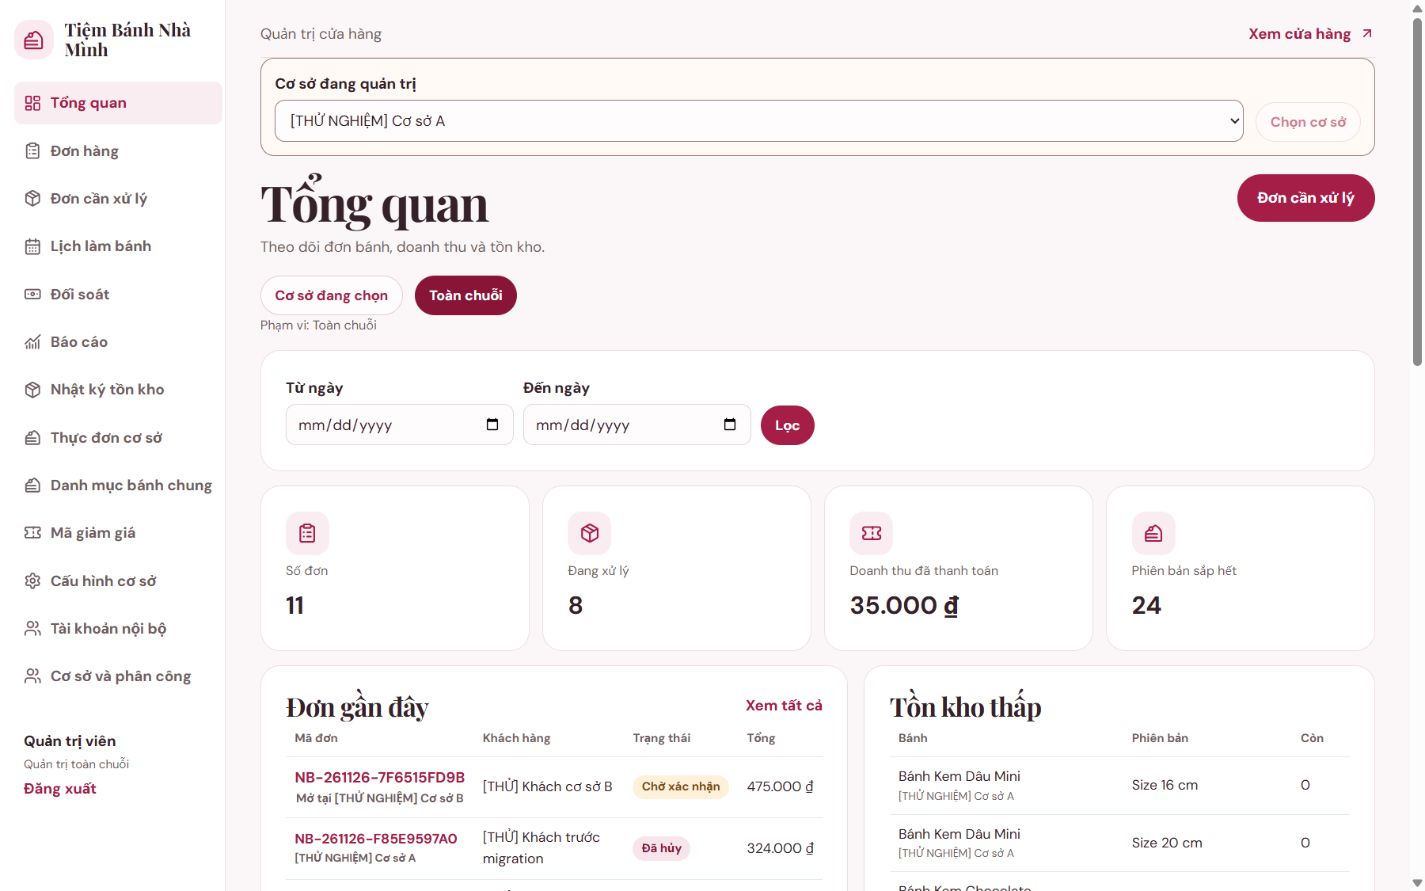 Tiệm Bánh Nhà
Mình
Tổng quan
Đơn hàng
Đơn cần xử lý
Lịch làm bánh
Đối soát
Báo cáo
Nhật ký tồn kho
Thực đơn cơ sở
Danh mục bánh chung
Mã giảm giá
Cấu hình cơ sở
Tài khoản nội bộ
Cơ sở và phân công
Quản trị viên
Quản trị toàn chuỗi
Đăng xuất
Quản trị cửa hàng
Xem cửa hàng
Cơ sở đang quản trị
[THỬ NGHIỆM] Cơ sở A
Chọn cơ sở
Tổng quan
Đơn cần xử lý
Theo dõi đơn bánh, doanh thu và tồn kho.
Cơ sở đang chọn
Toàn chuỗi
Phạm vi: Toàn chuỗi
Từ ngày
Đến ngày
mm/dd/yyyy
mm/dd/yyyy
Lọc
Số đơn
11
Đang xử lý
8
Doanh thu đã thanh toán
35.000 ₫
Phiên bản sắp hết
24
Đơn gần đây
Xem tất cả
Mã đơn Khách hàng Trạng thái Tổng
NB-261126-7F6515FD9B [THỬ] Khách cơ sở B Chờ xác nhận 475.000 ₫
Mở tại [THỬ NGHIỆM] Cơ sở B
NB-261126-F85E9597A0 [THỬ] Khách trước Đã hủy 324.000 ₫
[THỬ NGHIỆM] Cơ sở A migration
Tồn kho thấp
Bánh Phiên bản Còn
Bánh Kem Dâu Mini Size 16 cm 0
[THỬ NGHIỆM] Cơ sở A
Bánh Kem Dâu Mini Size 20 cm 0
[THỬ NGHIỆM] Cơ sở A
Bánh Kem Chocolate